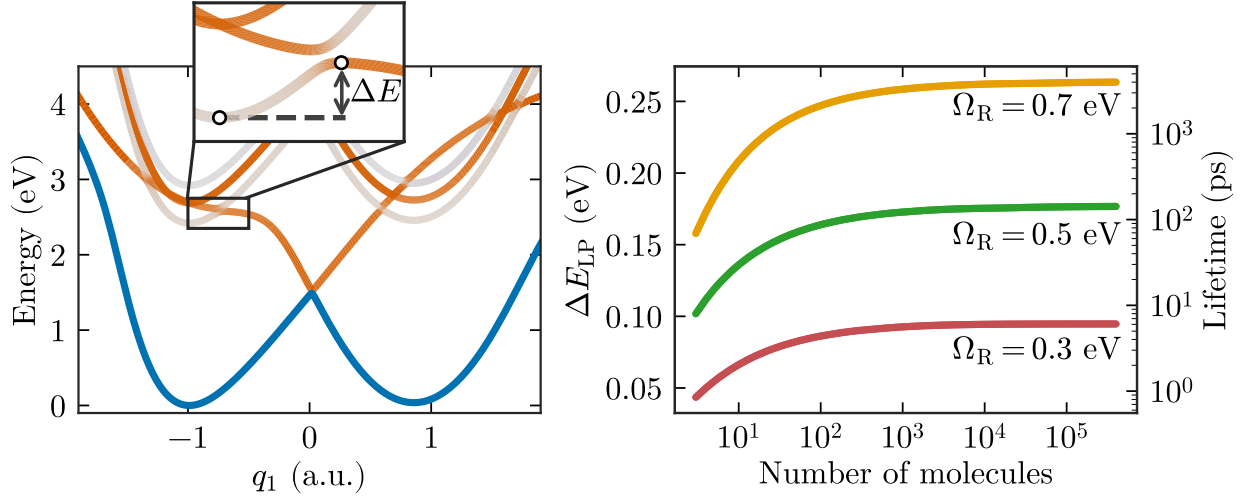 ΔE
4
3
2
1
0
Energy (eV)
−1
0
1
q₁ (a.u.)
0.25
0.20
0.15
0.10
0.05
ΔE_LP (eV)
Ω_R = 0.7 eV
Ω_R = 0.5 eV
Ω_R = 0.3 eV
10³
10²
10¹
10⁰
Lifetime (ps)
10¹
10²
10³
10⁴
10⁵
Number of molecules